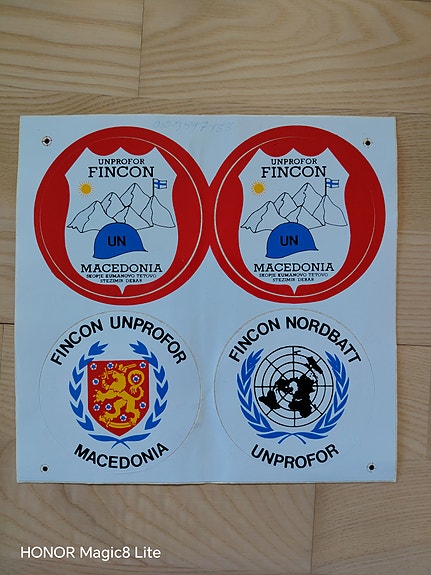 UNPROFOR
FINCON
UN
MACEDONIA
SKOPJE KUMANOVO TETOVO
STEZIMIR DEBAR
UNPROFOR
FINCON
UN
MACEDONIA
SKOPJE KUMANOVO TETOVO
STEZIMIR DEBAR
FINCON UNPROFOR
MACEDONIA
FINCON NORDBATT
UNPROFOR
HONOR Magic8 Lite